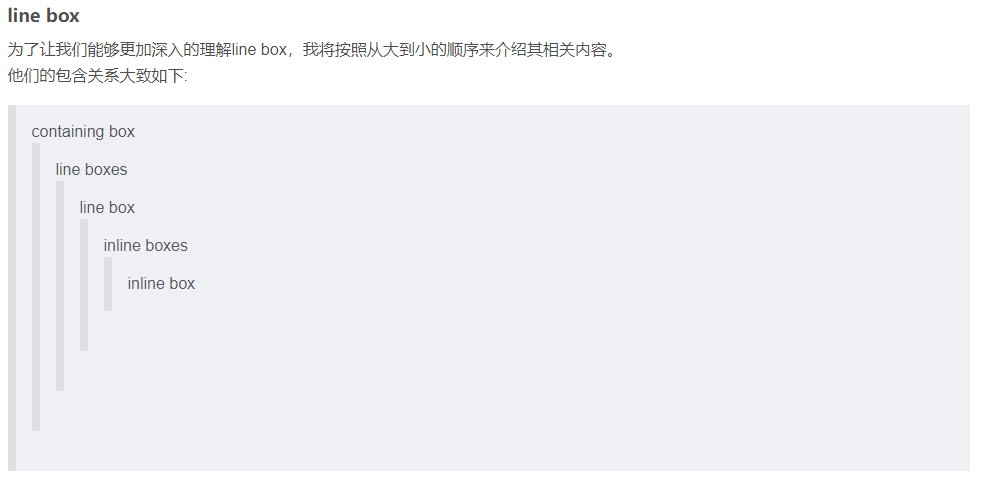 line box
为了让我们能够更加深入的理解line box，我将按照从大到小的顺序来介绍其相关内容。
他们的包含关系大致如下:
containing box
line boxes
line box
inline boxes
inline box